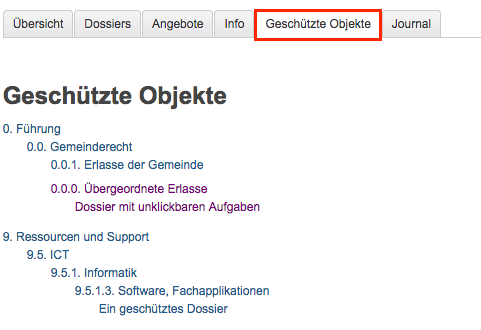 Übersicht Dossiers Angebote Info Geschützte Objekte Journal
Geschützte Objekte
0. Führung
0.0. Gemeinderecht
0.0.1. Erlasse der Gemeinde
0.0.0. Übergeordnete Erlasse
Dossier mit unklickbaren Aufgaben
9. Ressourcen und Support
9.5. ICT
9.5.1. Informatik
9.5.1.3. Software, Fachapplikationen
Ein geschütztes Dossier